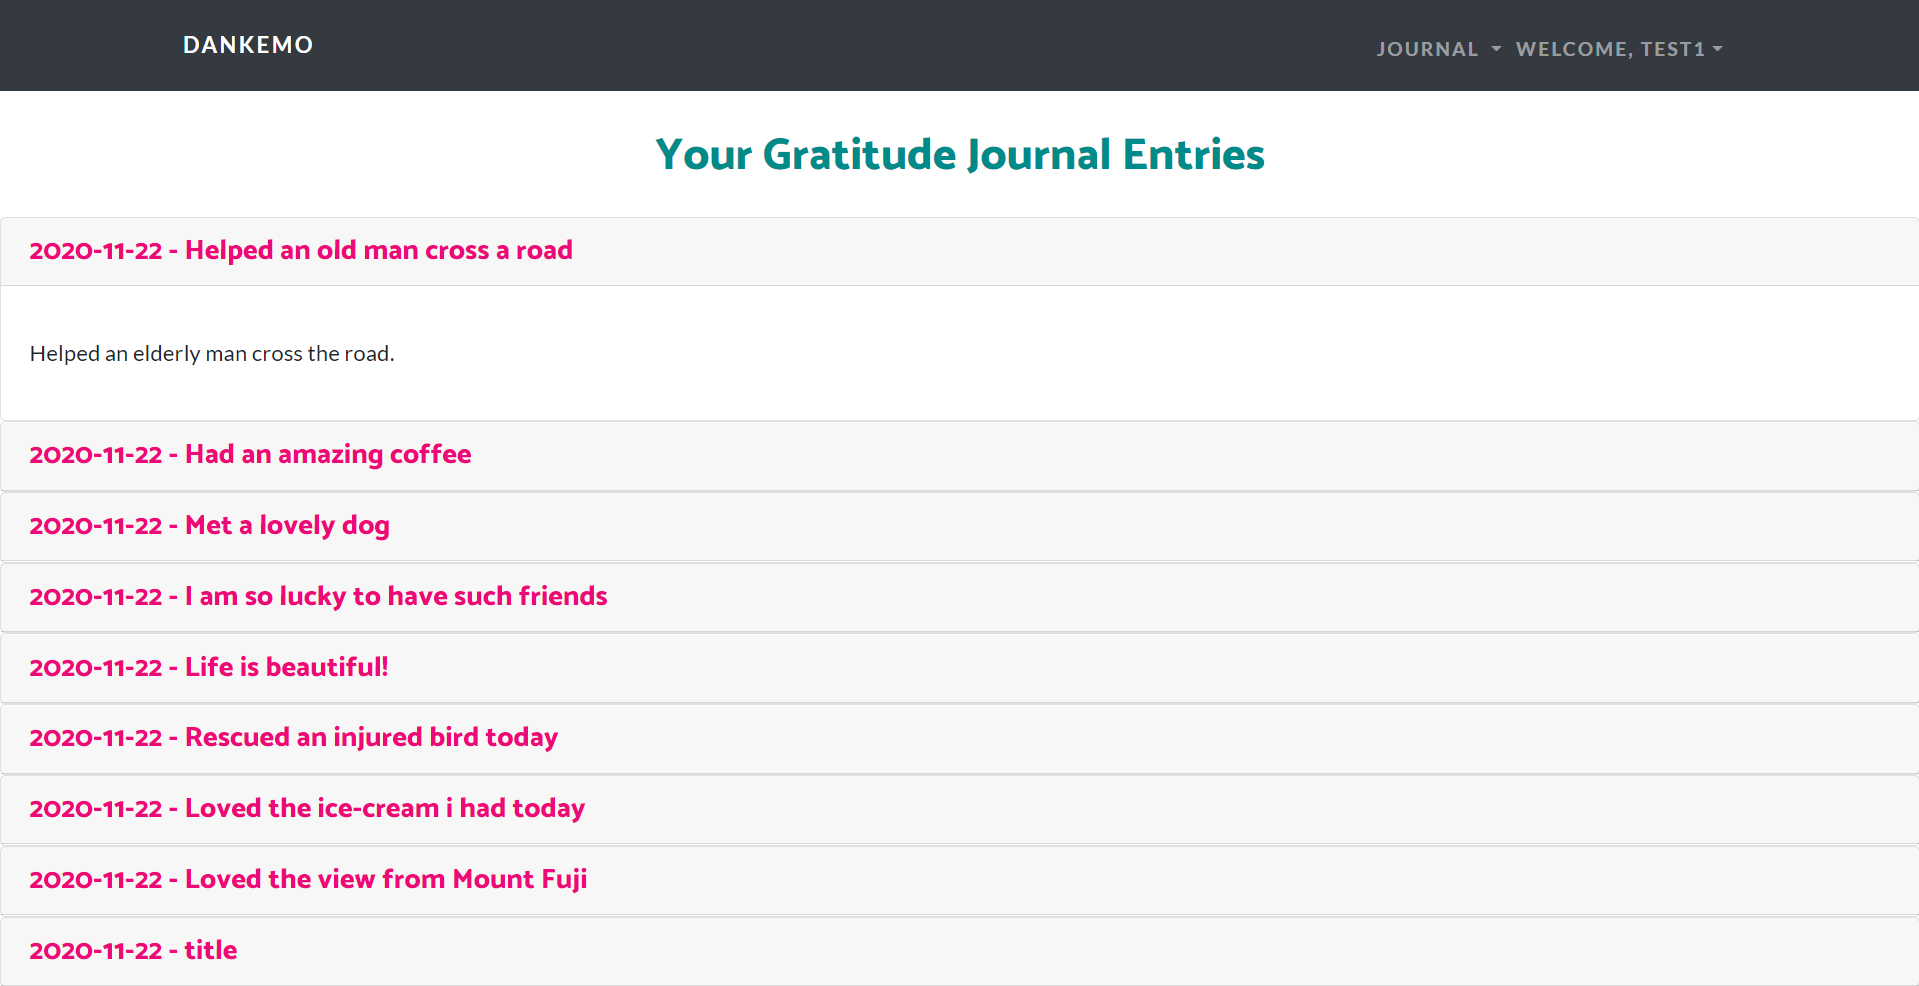 DANKEMO
JOURNAL WELCOME, TEST1
Your Gratitude Journal Entries
2020-11-22 - Helped an old man cross a road
Helped an elderly man cross the road.
2020-11-22 - Had an amazing coffee
2020-11-22 - Met a lovely dog
2020-11-22 - I am so lucky to have such friends
2020-11-22 - Life is beautiful!
2020-11-22 - Rescued an injured bird today
2020-11-22 - Loved the ice-cream i had today
2020-11-22 - Loved the view from Mount Fuji
2020-11-22 - title